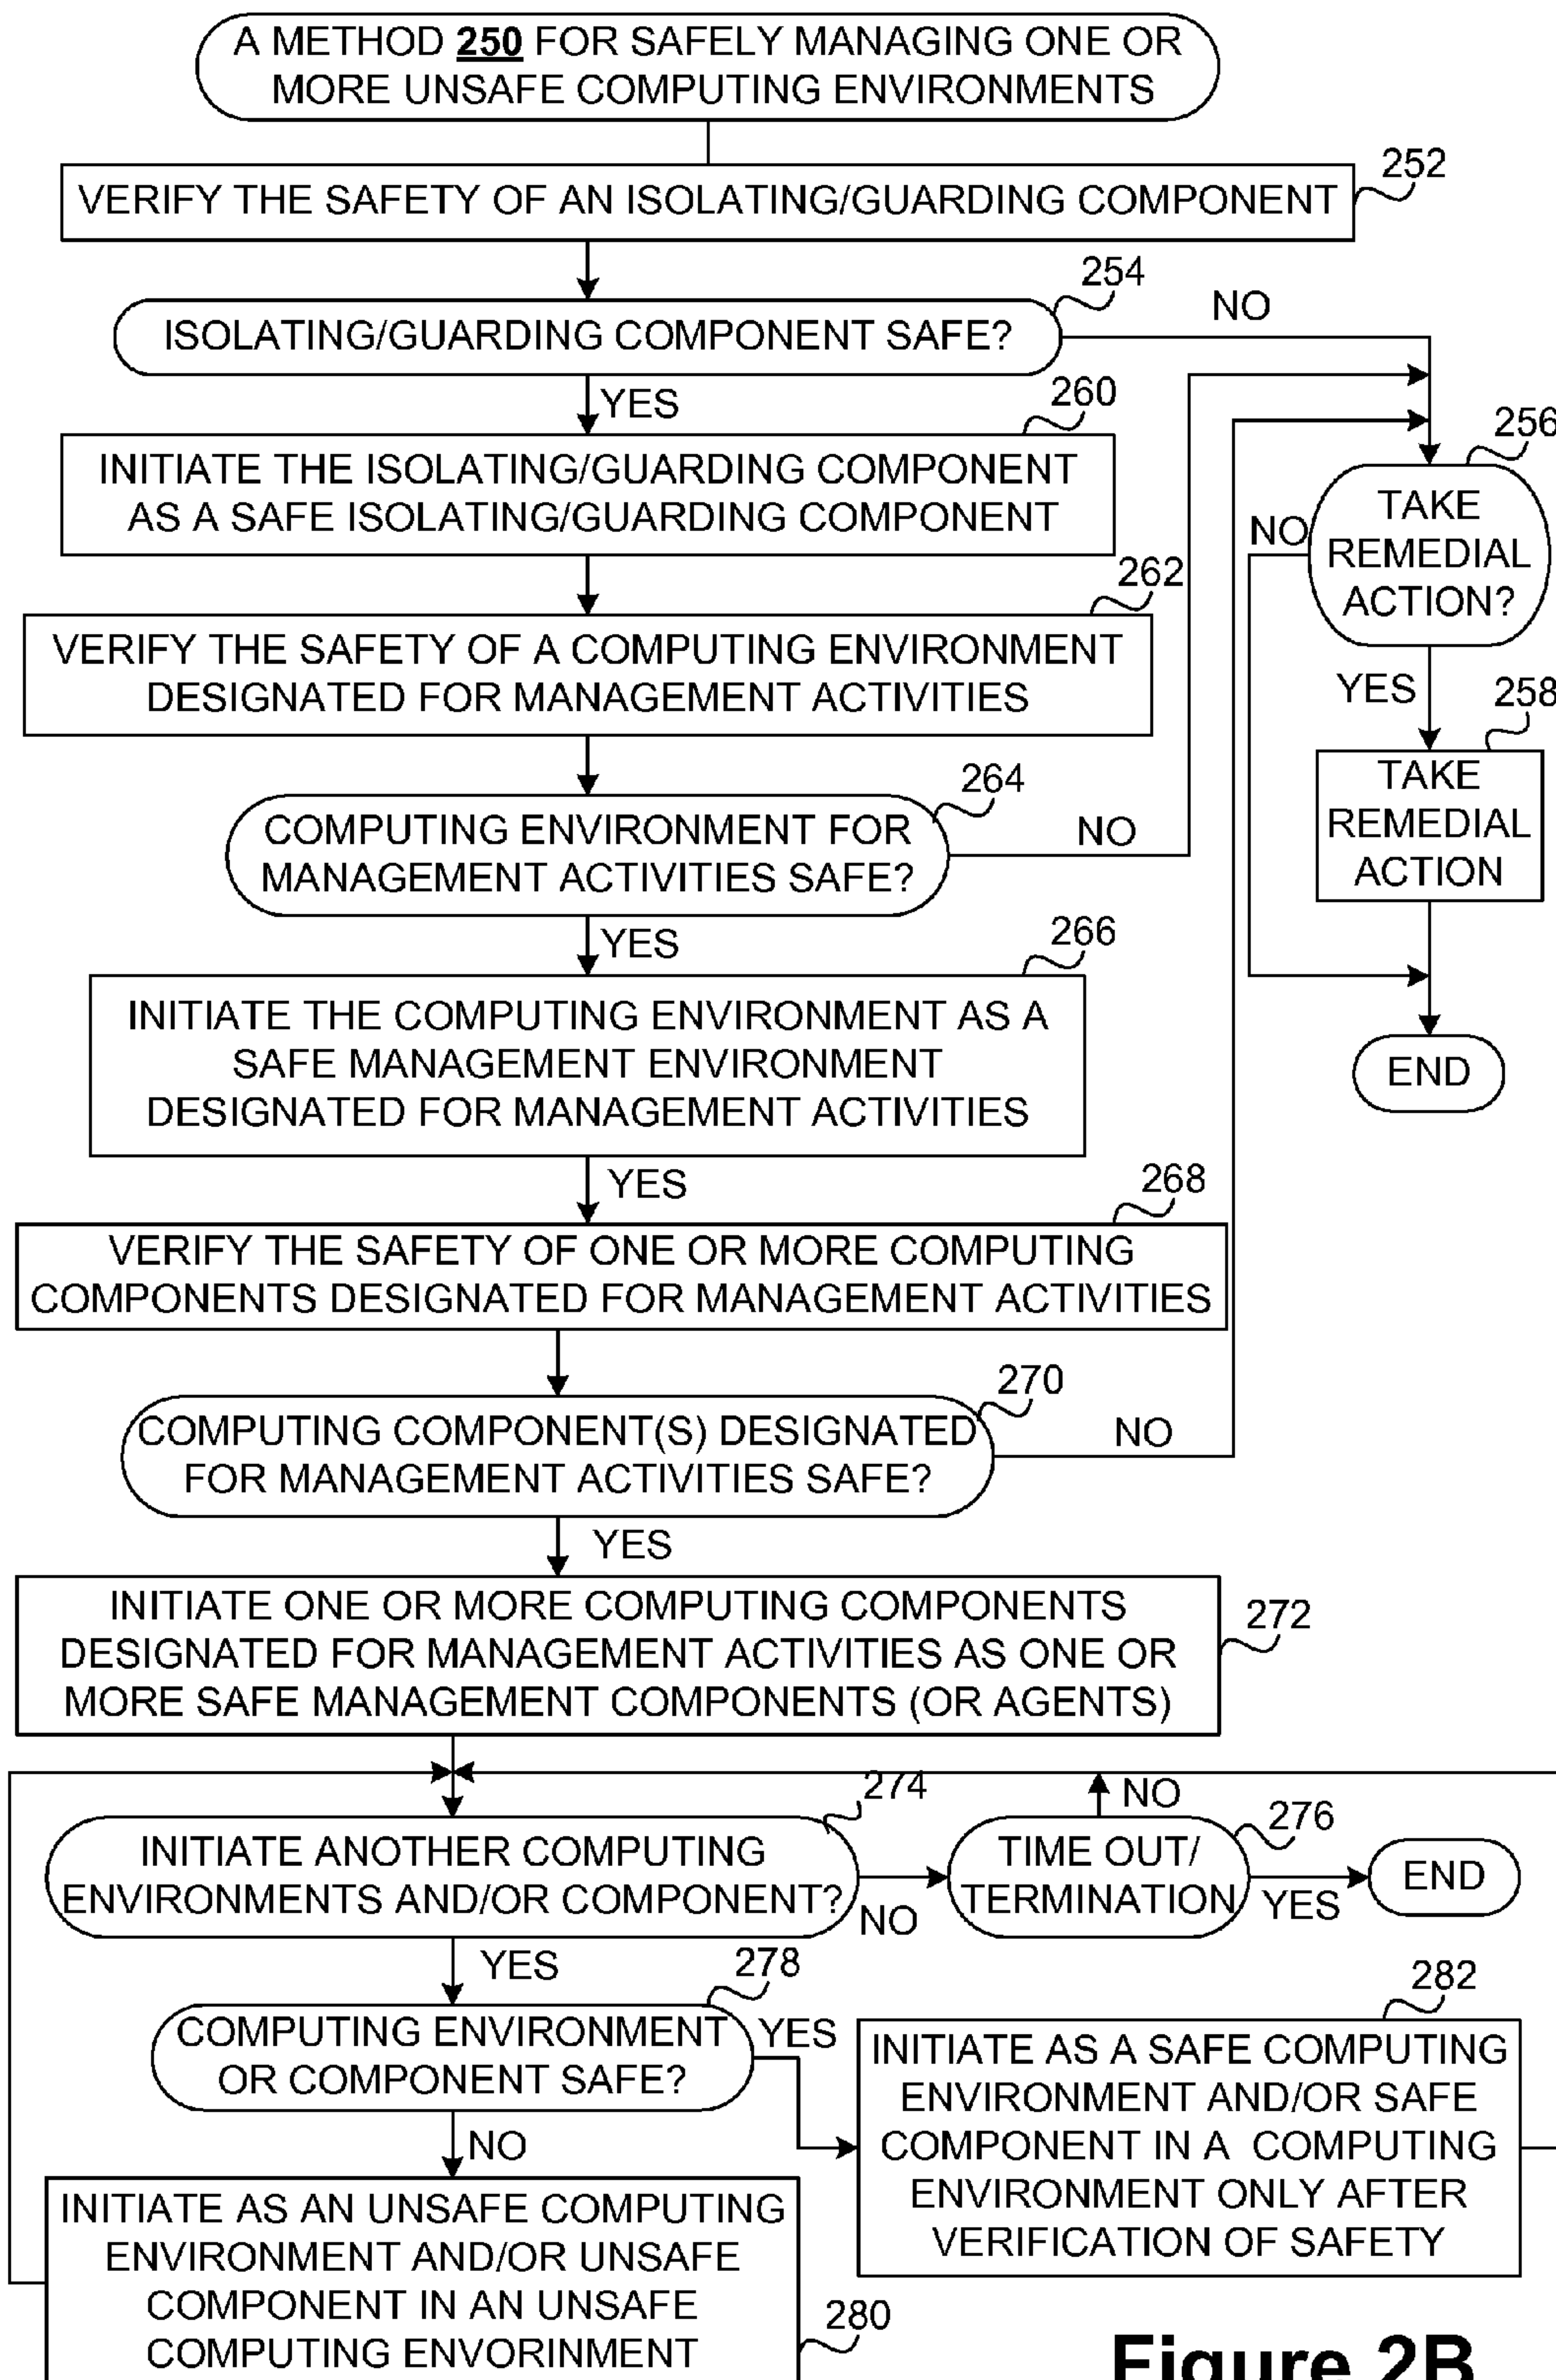 A METHOD 250 FOR SAFELY MANAGING ONE OR
MORE UNSAFE COMPUTING ENVIRONMENTS
252
VERIFY THE SAFETY OF AN ISOLATING/GUARDING COMPONENT
254
ISOLATING/GUARDING COMPONENT SAFE?
NO
YES
260
INITIATE THE ISOLATING/GUARDING COMPONENT
AS A SAFE ISOLATING/GUARDING COMPONENT
256
TAKE
REMEDIAL
ACTION?
NO
YES
258
TAKE
REMEDIAL
ACTION
END
262
VERIFY THE SAFETY OF A COMPUTING ENVIRONMENT
DESIGNATED FOR MANAGEMENT ACTIVITIES
264
COMPUTING ENVIRONMENT FOR
MANAGEMENT ACTIVITIES SAFE?
NO
YES
266
INITIATE THE COMPUTING ENVIRONMENT AS A
SAFE MANAGEMENT ENVIRONMENT
DESIGNATED FOR MANAGEMENT ACTIVITIES
YES
268
VERIFY THE SAFETY OF ONE OR MORE COMPUTING
COMPONENTS DESIGNATED FOR MANAGEMENT ACTIVITIES
270
COMPUTING COMPONENT(S) DESIGNATED
FOR MANAGEMENT ACTIVITIES SAFE?
NO
YES
INITIATE ONE OR MORE COMPUTING COMPONENTS
DESIGNATED FOR MANAGEMENT ACTIVITIES AS ONE OR
MORE SAFE MANAGEMENT COMPONENTS (OR AGENTS)
272
274
INITIATE ANOTHER COMPUTING
ENVIRONMENTS AND/OR COMPONENT?
NO
NO
276
TIME OUT/
TERMINATION
YES
END
YES
278
COMPUTING ENVIRONMENT
OR COMPONENT SAFE?
YES
282
INITIATE AS A SAFE COMPUTING
ENVIRONMENT AND/OR SAFE
COMPONENT IN A COMPUTING
ENVIRONMENT ONLY AFTER
VERIFICATION OF SAFETY
NO
INITIATE AS AN UNSAFE COMPUTING
ENVIRONMENT AND/OR UNSAFE
COMPONENT IN AN UNSAFE
COMPUTING ENVORINMENT
280
Figure 2B